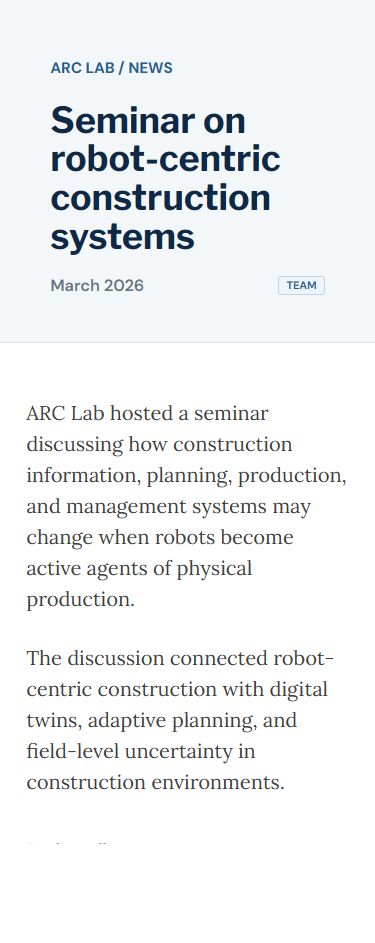 ARC LAB / NEWS
Seminar on
robot-centric
construction
systems
March 2026
TEAM
ARC Lab hosted a seminar
discussing how construction
information, planning, production,
and management systems may
change when robots become
active agents of physical
production.
The discussion connected robot-
centric construction with digital
twins, adaptive planning, and
field-level uncertainty in
construction environments.